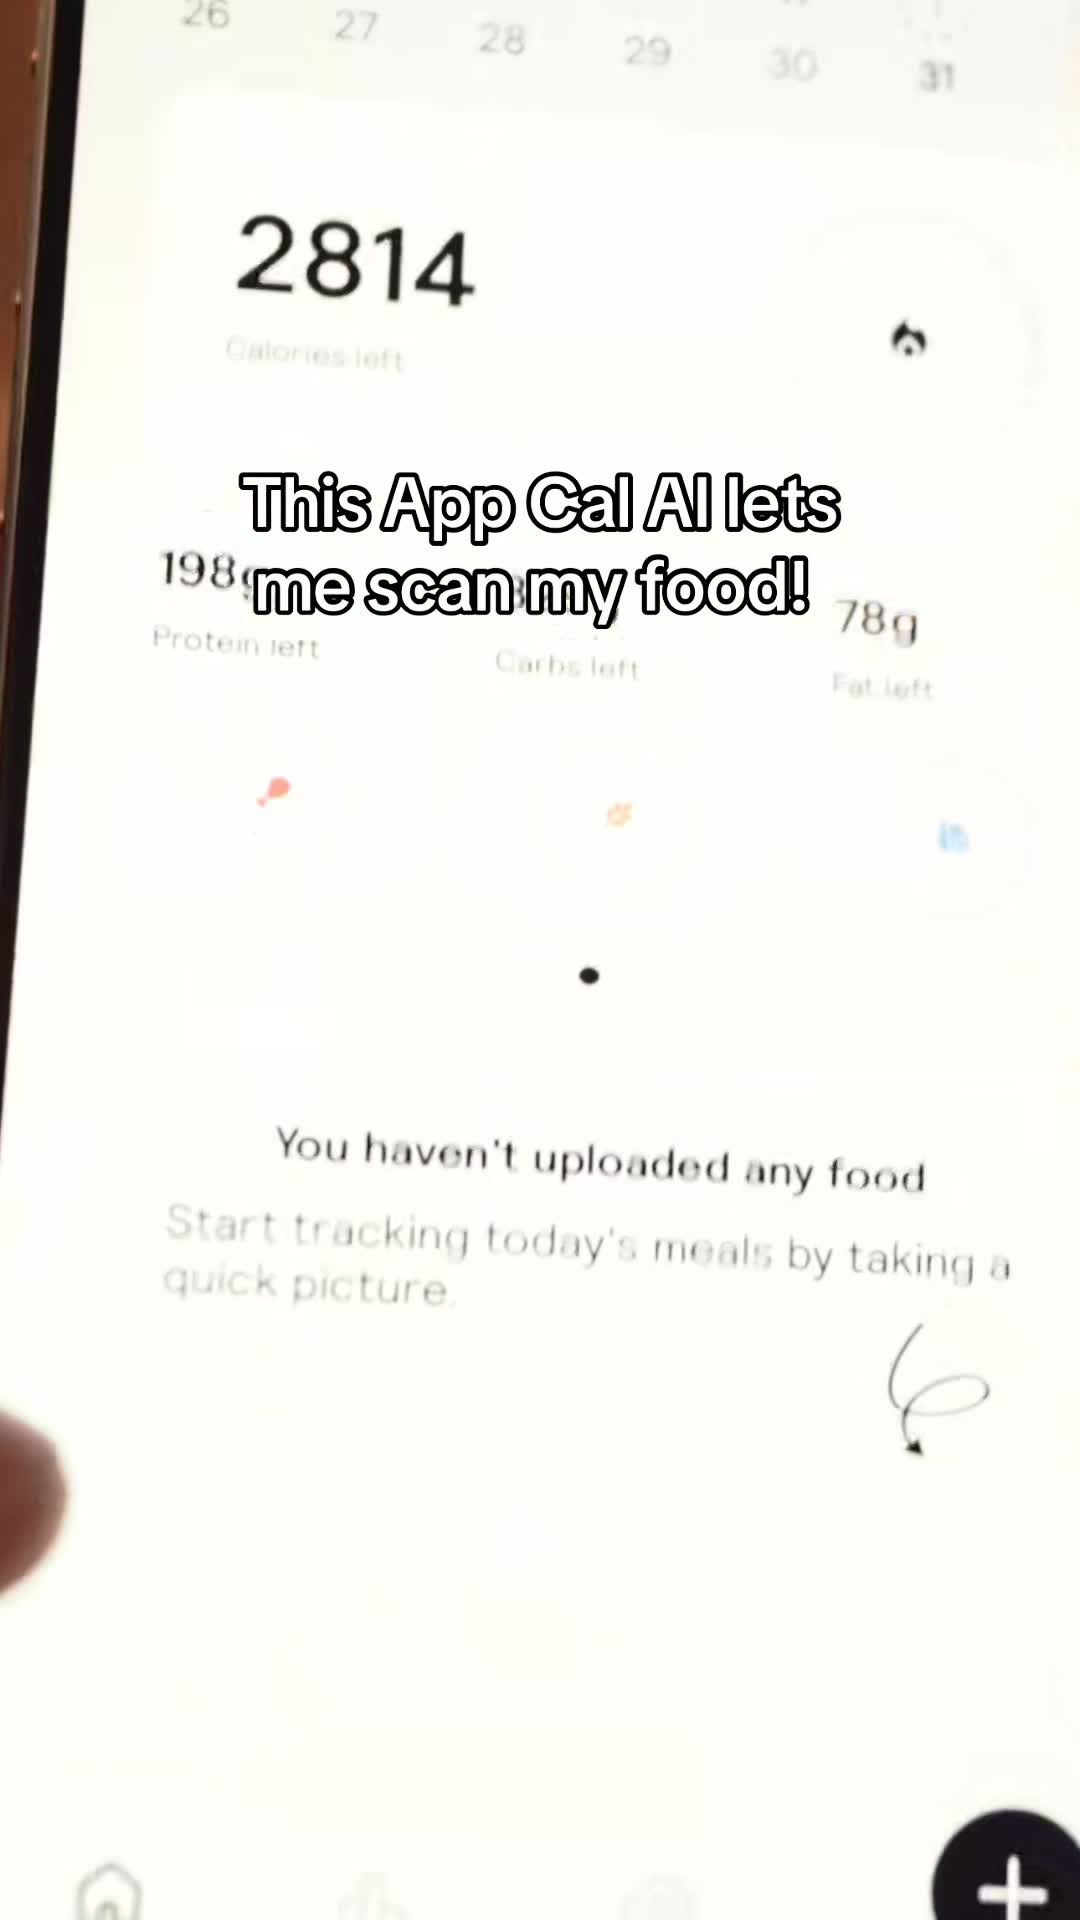 26 27 28 29 30 31
2814
Calories left
This App Cal AI lets
me scan my food!
198g
78g
Protein left
Carbs left
Fat left
You haven't uploaded any food
Start tracking today's meals by taking a
quick picture.